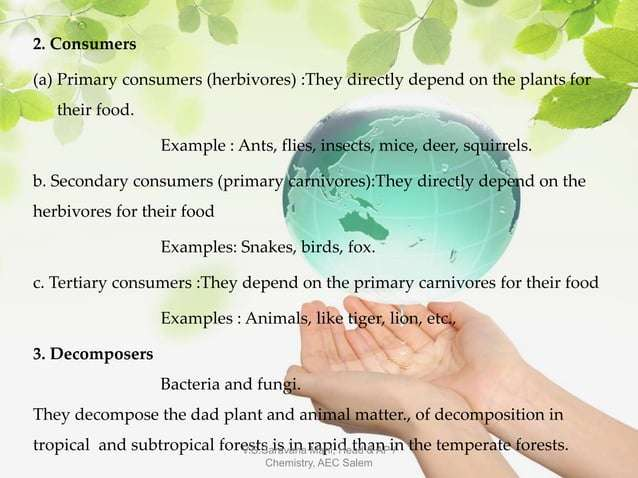 2. Consumers
(a) Primary consumers (herbivores) :They directly depend on the plants for
their food.
Example : Ants, flies, insects, mice, deer, squirrels.
b. Secondary consumers (primary carnivores):They directly depend on the
herbivores for their food
Examples: Snakes, birds, fox.
c. Tertiary consumers :They depend on the primary carnivores for their food
Examples : Animals, like tiger, lion, etc.,
3. Decomposers
Bacteria and fungi.
They decompose the dad plant and animal matter., of decomposition in
tropical and subtropical forests is in rapid than in the temperate forests.
Mani, Head &
Chemistry, AEC Salem